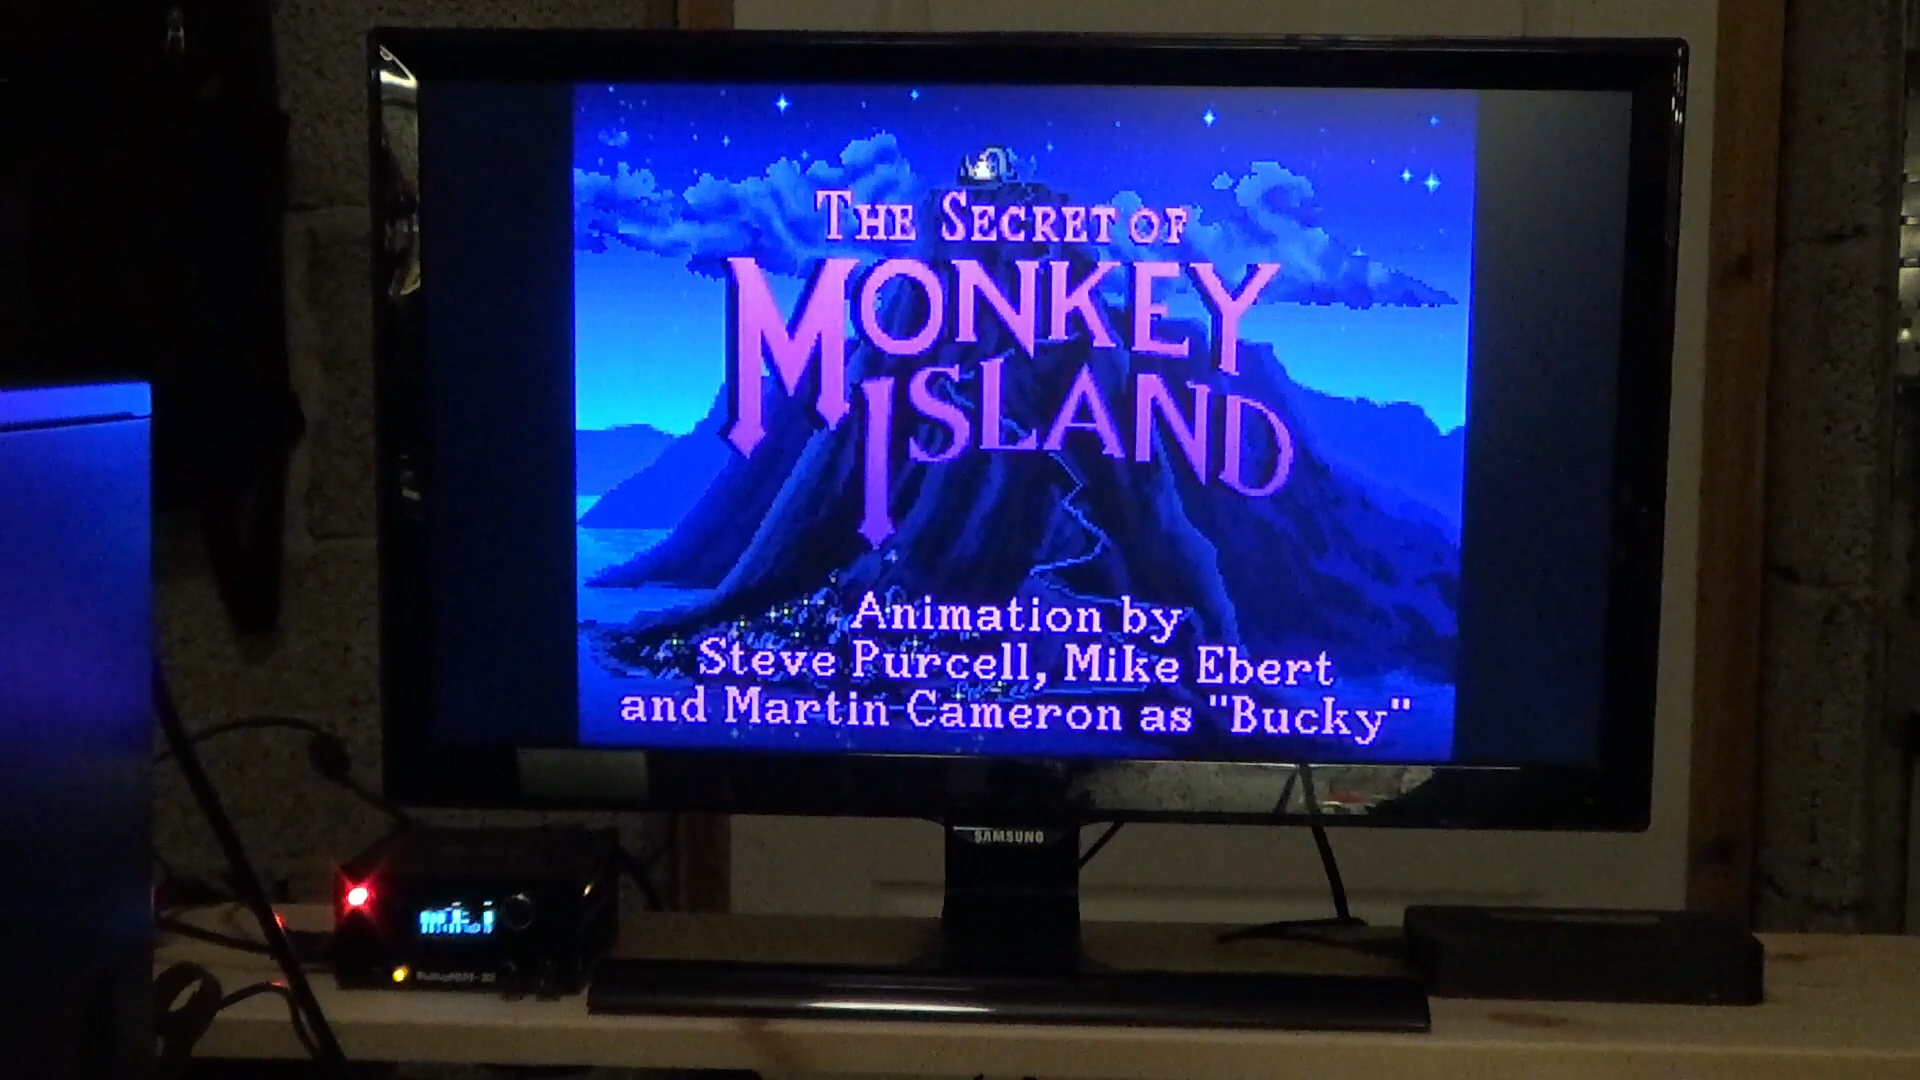 THE SECRET OF
MONKEY
ISLAND
Animation by
Steve Purcell, Mike Ebert
and Martin Cameron as "Bucky"
SAMSUNG